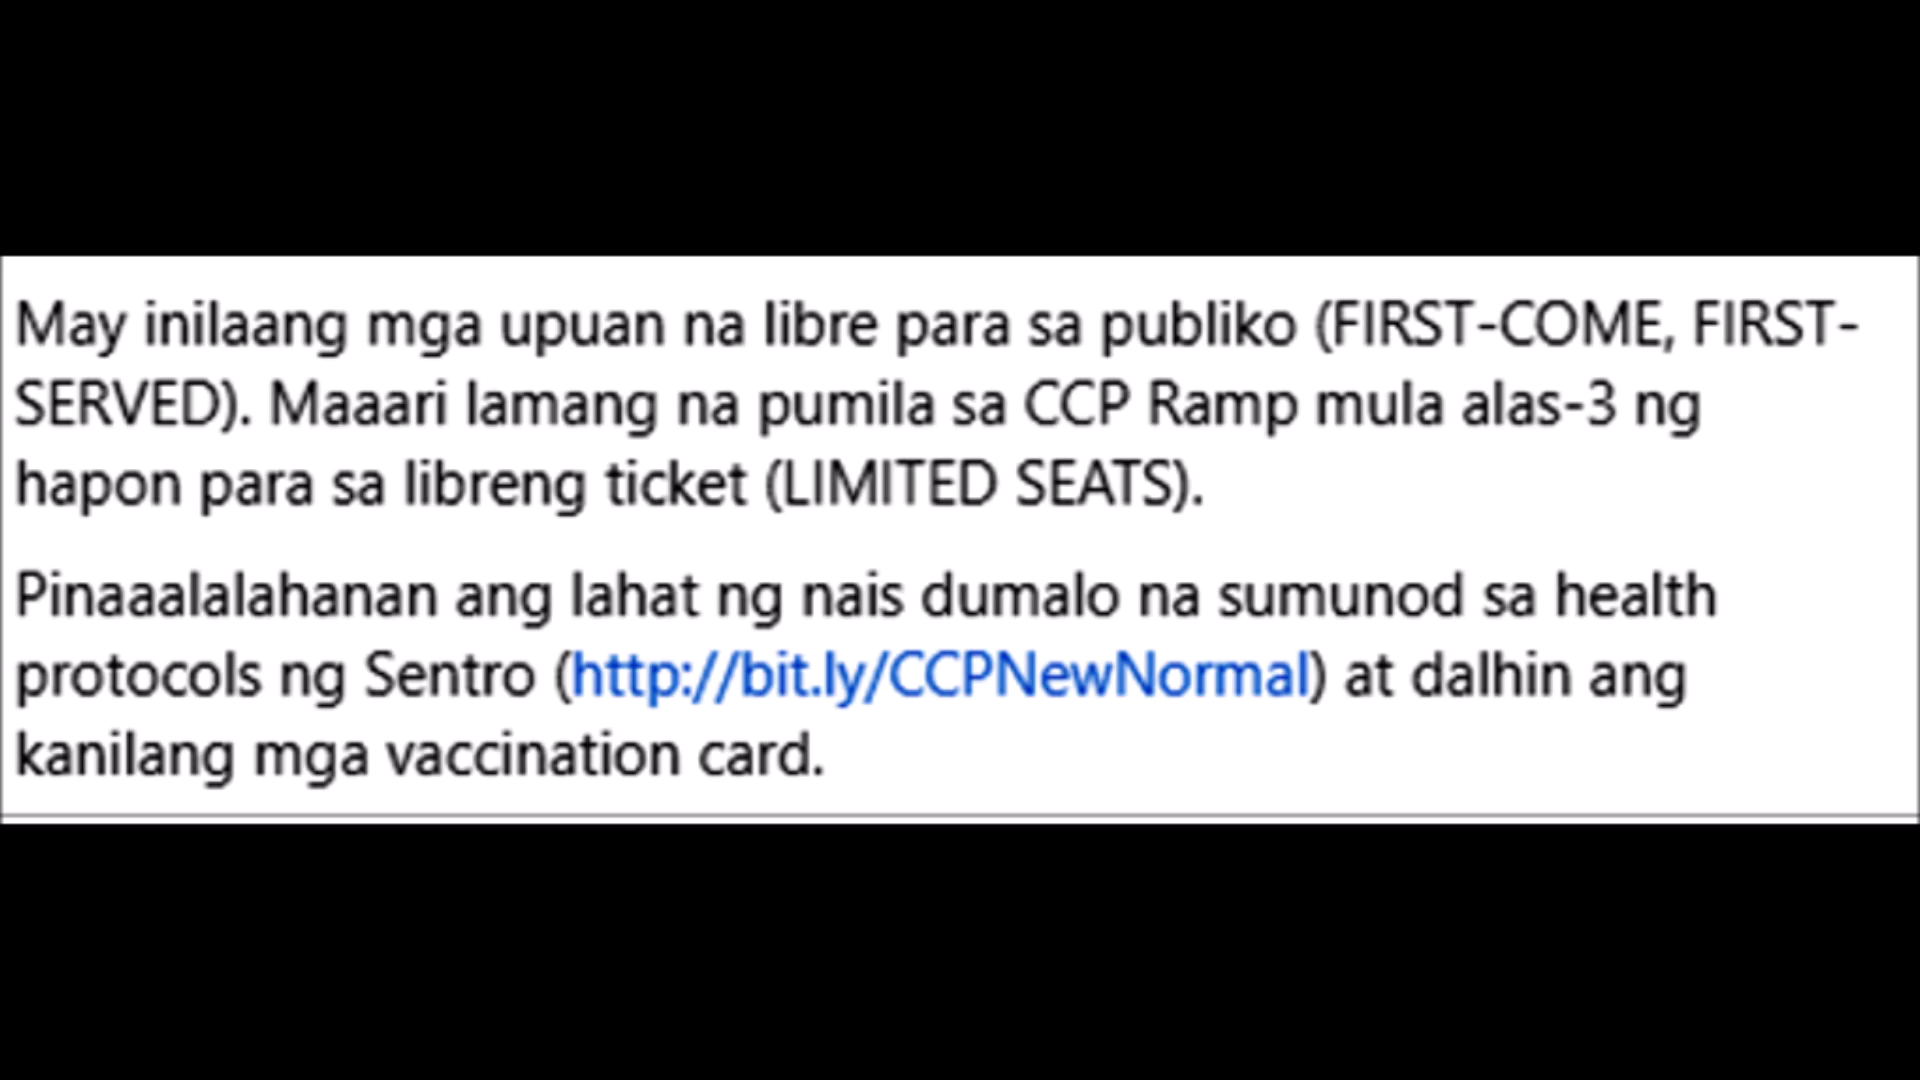 May inilaang mga upuan na libre para sa publiko (FIRST-COME, FIRST-
SERVED). Maaari lamang na pumila sa CCP Ramp mula alas-3 ng
hapon para sa libreng ticket (LIMITED SEATS).
Pinaaalalahanan ang lahat ng nais dumalo na sumunod sa health
protocols ng Sentro (http://bit.ly/CCPNewNormal) at dalhin ang
kanilang mga vaccination card.